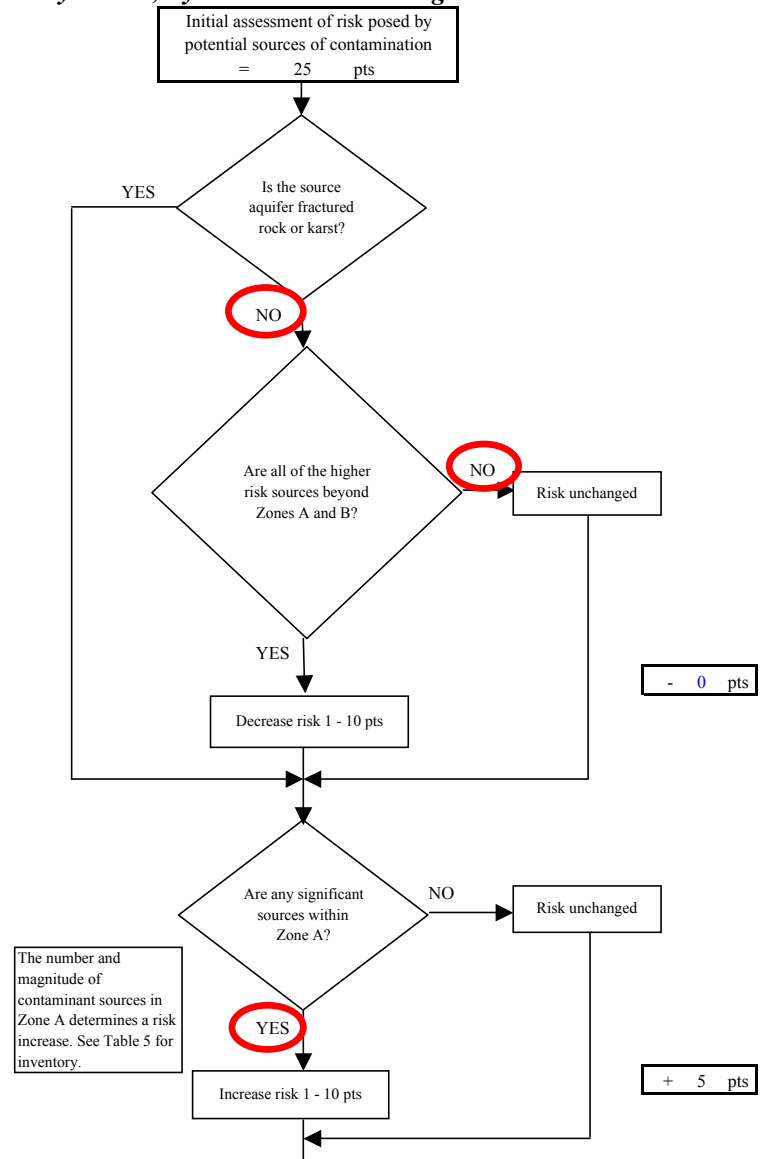 Initial assessment of risk posed by
potential sources of contamination
= 25 pts
YES
Is the source
aquifer fractured
rock or karst?
NO
Are all of the higher
risk sources beyond
Zones A and B?
NO
Risk unchanged
YES
- 0 pts
Decrease risk 1 - 10 pts
Are any significant
sources within
Zone A?
NO
Risk unchanged
The number and
magnitude of
contaminant sources in
Zone A determines a risk
increase. See Table 5 for
inventory.
YES
Increase risk 1 - 10 pts
+ 5 pts